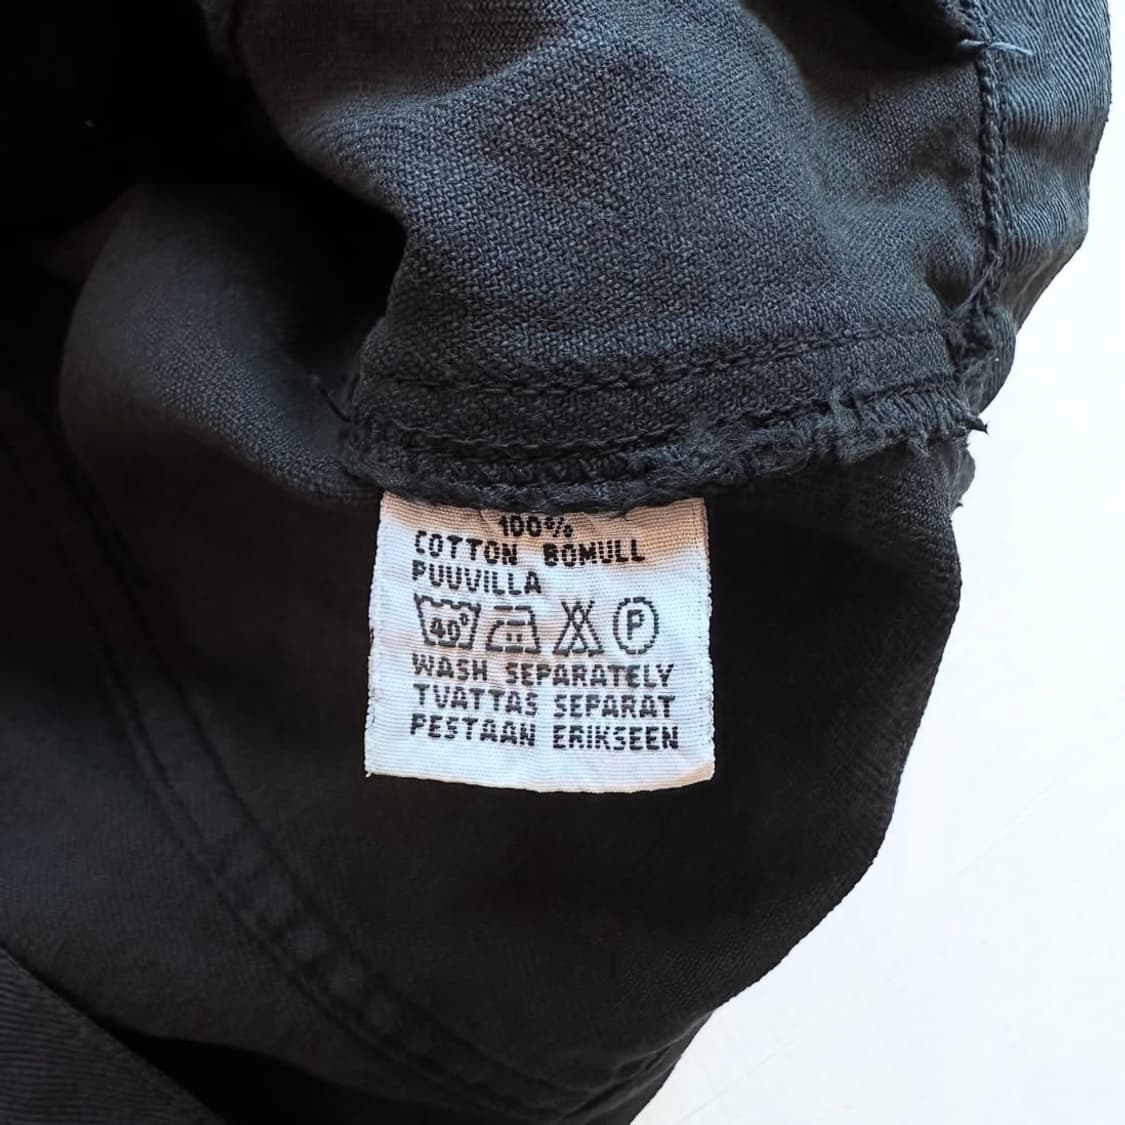 100%
COTTON BOMULL
PUUVILLA
40° P
WASH SEPARATELY
TVATTAS SEPARAT
PESTAAN ERIKSEEN